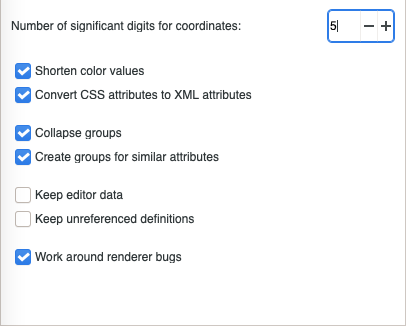 Number of significant digits for coordinates:
5
Shorten color values
Convert CSS attributes to XML attributes
Collapse groups
Create groups for similar attributes
Keep editor data
Keep unreferenced definitions
Work around renderer bugs